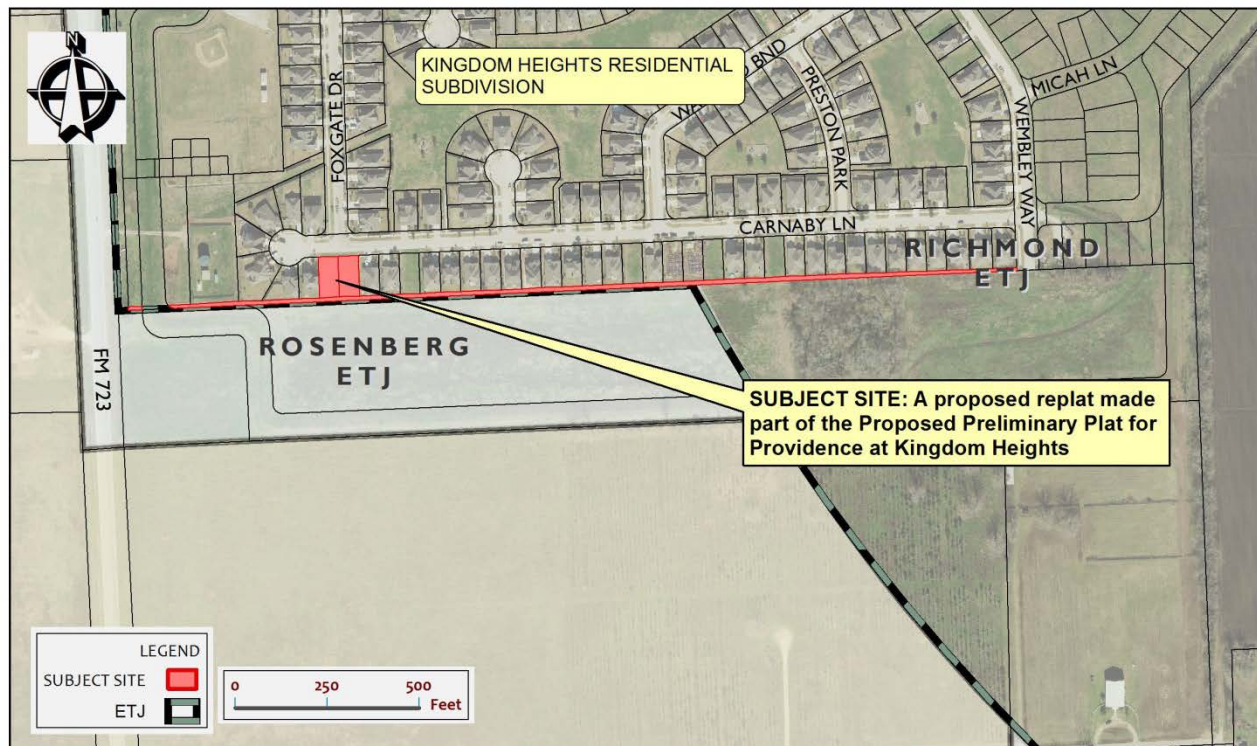 N
KINGDOM HEIGHTS RESIDENTIAL
SUBDIVISION
FOXGATE DR
BND
PRESTON PARK
WEMBLEY WAY
MICAH LN
CARNABY LN
RICHMOND
ETJ
ROSENBERG
ETJ
FM 723
SUBJECT SITE: A proposed replat made
part of the Proposed Preliminary Plat for
Providence at Kingdom Heights
LEGEND
SUBJECT SITE
ETJ
0 250 500
Feet